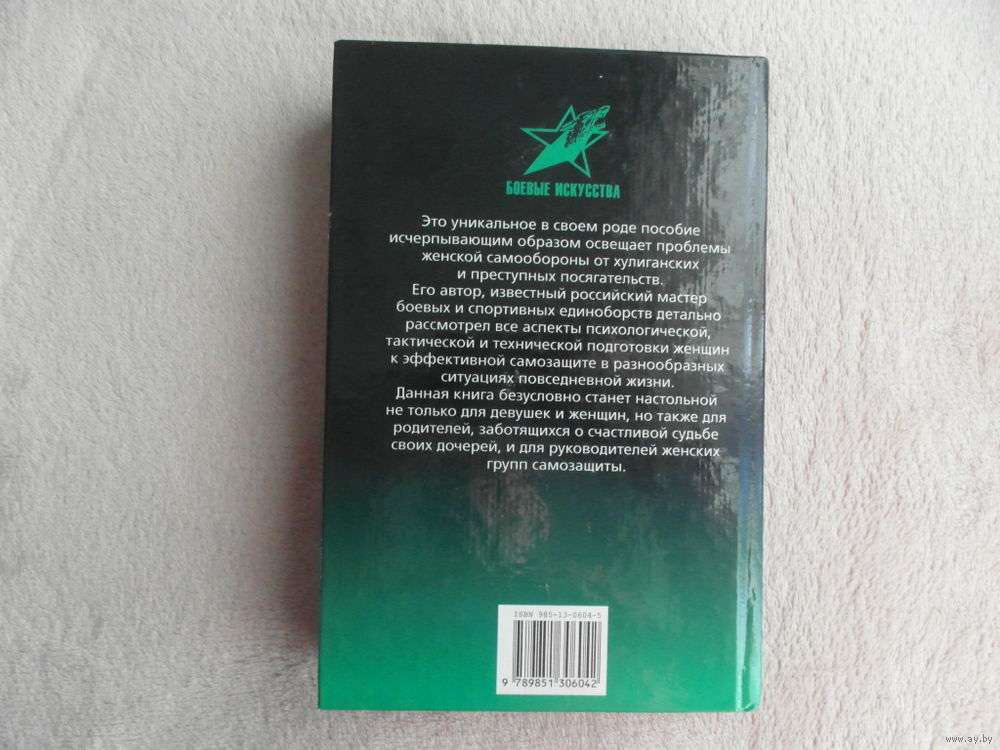 БОЕВЫЕ ИСКУССТВА
Это уникальное в своем роде пособие
исчерпывающим образом освещает проблемы
женской самообороны от хулиганских
и преступных посягательств.
Его автор, известный российский мастер
боевых и спортивных единоборств детально
рассмотрел все аспекты психологической,
тактической и технической подготовки женщин
к эффективной самозащите в разнообразных
ситуациях повседневной жизни.
Данная книга безусловно станет настольной
не только для девушек и женщин, но также для
родителей, заботящихся о счастливой судьбе
своих дочерей, и для руководителей женских
групп самозащиты.
ISBN 985-13-0604-5
9 789851 306042
www.ay.by